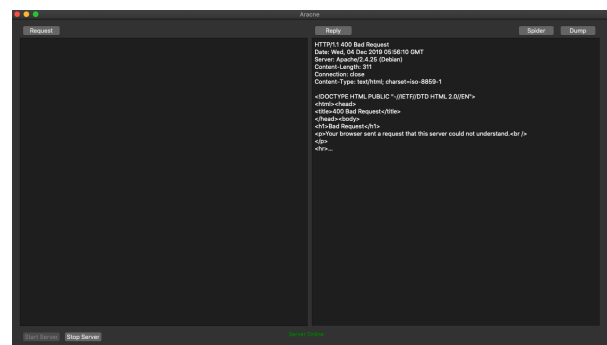 Aracne
Request
Reply
Spider
Dump
HTTP/1.1 400 Bad Request
Date: Wed, 04 Dec 2019 05:56:10 GMT
Server: Apache/2.4.25 (Debian)
Content-Length: 311
Connection: close
Content-Type: text/html; charset=iso-8859-1
<!DOCTYPE HTML PUBLIC "-//IETF//DTD HTML 2.0//EN">
<html><head>
<title>400 Bad Request</title>
</head><body>
<h1>Bad Request</h1>
<p>Your browser sent a request that this server could not understand.<br />
</p>
<hr>...
Start Server
Stop Server
Server Online